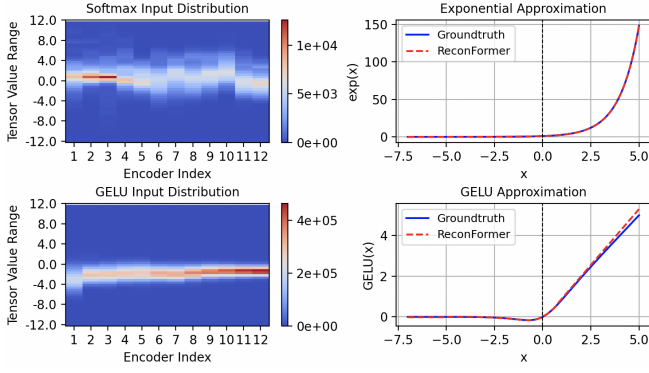 Softmax Input Distribution
Tensor Value Range
12.0
8.0
4.0
0.0
-4.0
-8.0
-12.0
1 2 3 4 5 6 7 8 9 10 11 12
Encoder Index
1e+04
5e+03
0e+00
Exponential Approximation
exp(x)
150
100
50
0
Groundtruth
ReconFormer
−7.5 −5.0 −2.5 0.0 2.5 5.0
x
GELU Input Distribution
Tensor Value Range
12.0
8.0
4.0
0.0
-4.0
-8.0
-12.0
1 2 3 4 5 6 7 8 9 10 11 12
Encoder Index
4e+05
2e+05
0e+00
GELU Approximation
GELU(x)
4
2
0
Groundtruth
ReconFormer
−7.5 −5.0 −2.5 0.0 2.5 5.0
x